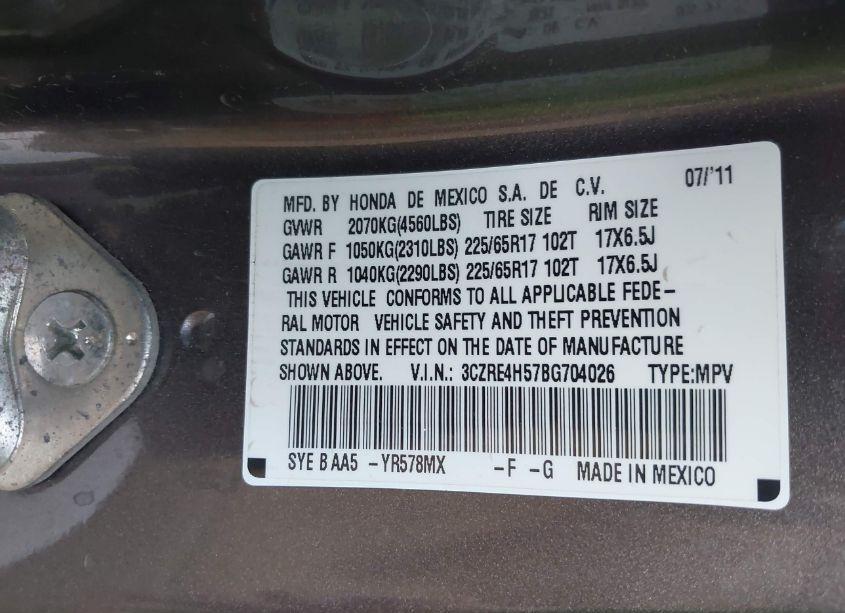 MFD. BY HONDA DE MEXICO S.A. DE C.V. 07/'11
GVWR 2070KG(4560LBS) TIRE SIZE RIM SIZE
GAWR F 1050KG(2310LBS) 225/65R17 102T 17X6.5J
GAWR R 1040KG(2290LBS) 225/65R17 102T 17X6.5J
THIS VEHICLE CONFORMS TO ALL APPLICABLE FEDE-
RAL MOTOR VEHICLE SAFETY AND THEFT PREVENTION
STANDARDS IN EFFECT ON THE DATE OF MANUFACTURE
SHOWN ABOVE. V.I.N.: 3CZRE4H57BG704026 TYPE:MPV
SYE B AA5 -YR578MX -F -G MADE IN MEXICO